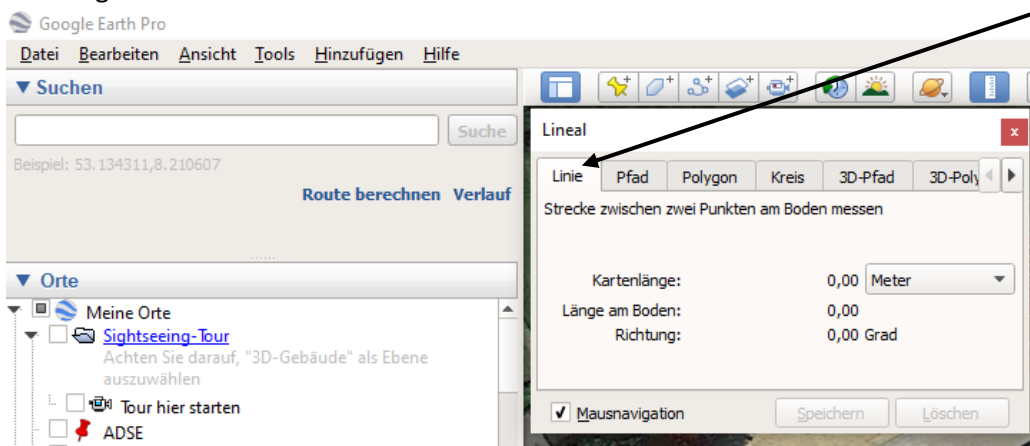 Google Earth Pro
Datei Bearbeiten Ansicht Tools Hinzufügen Hilfe
Suchen
Suche
Beispiel: 53.134311,8.210607
Route berechnen Verlauf
Orte
Meine Orte
Sightseeing-Tour
Achten Sie darauf, "3D-Gebäude" als Ebene
auszuwählen
Tour hier starten
ADSE
Lineal
x
Linie Pfad Polygon Kreis 3D-Pfad 3D-Poly
Strecke zwischen zwei Punkten am Boden messen
Kartenlänge: 0,00 Meter
Länge am Boden: 0,00
Richtung: 0,00 Grad
Mausnavigation Speichern Löschen